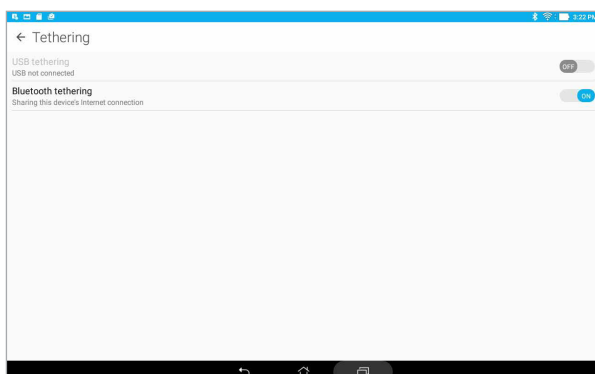 3:22 PM
Tethering
USB tethering
USB not connected
OFF
Bluetooth tethering
Sharing this device's Internet connection
ON